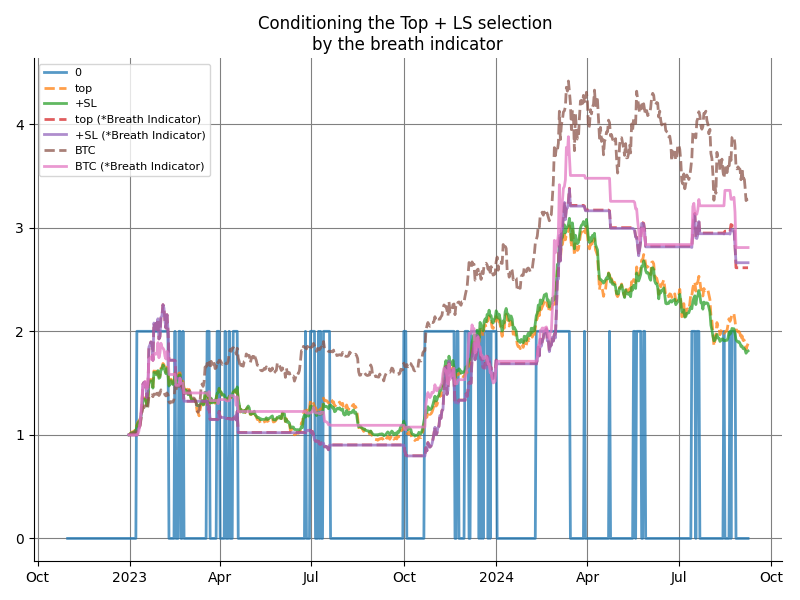 Conditioning the Top + LS selection
by the breath indicator
0
top
+SL
top (*Breath Indicator)
+SL (*Breath Indicator)
BTC
BTC (*Breath Indicator)
4
3
2
1
0
Oct 2023 Apr Jul Oct 2024 Apr Jul Oct